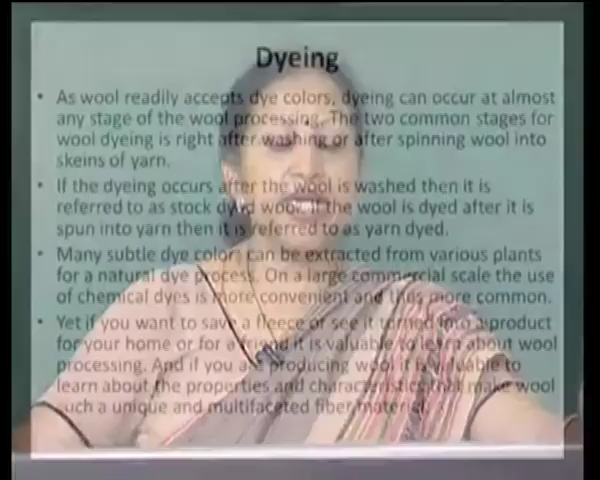 Dyeing
• As wool readily accepts dye colors, dyeing can occur at almost
any stage of the wool processing. The two common stages for
wool dyeing is right after washing or after spinning wool into
skeins of yarn.
• If the dyeing occurs after the wool is washed then it is
referred to as stock dyed wool. If the wool is dyed after it is
spun into yarn then it is referred to as yarn dyed.
• Many subtle dye colors can be extracted from various plants
for a natural dye process. On a large commercial scale the use
of chemical dyes is more convenient and thus more common.
• Yet if you want to save a fleece or see it turned into a product
for your home or for a friend it is valuable to learn about wool
processing. And if you are producing wool it is valuable to
learn about the properties and characteristics that make wool
such a unique and multifaceted fiber material.